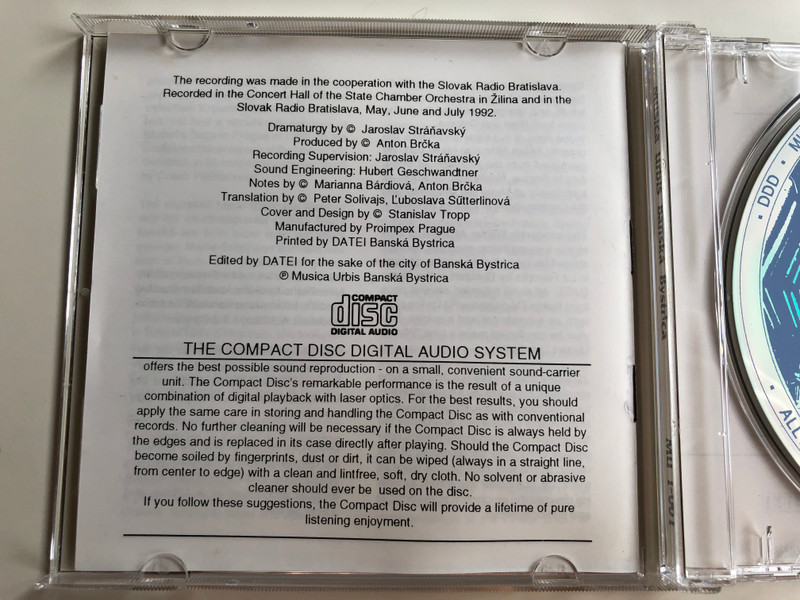 The recording was made in the cooperation with the Slovak Radio Bratislava.
Recorded in the Concert Hall of the State Chamber Orchestra in Žilina and in the
Slovak Radio Bratislava, May, June and July 1992.
Dramaturgy by © Jaroslav Stráňavský
Produced by © Anton Brčka
Recording Supervision: Jaroslav Stráňavský
Sound Engineering: Hubert Geschwandtner
Notes by © Marianna Bárdiová, Anton Brčka
Translation by © Peter Solivajs, Ľuboslava Sűtterlinová
Cover and Design by © Stanislav Tropp
Manufactured by Proimpex Prague
Printed by DATEI Banská Bystrica
Edited by DATEI for the sake of the city of Banská Bystrica
℗ Musica Urbis Banská Bystrica
COMPACT
disc
DIGITAL AUDIO
THE COMPACT DISC DIGITAL AUDIO SYSTEM
offers the best possible sound reproduction - on a small, convenient sound-carrier
unit. The Compact Disc's remarkable performance is the result of a unique
combination of digital playback with laser optics. For the best results, you should
apply the same care in storing and handling the Compact Disc as with conventional
records. No further cleaning will be necessary if the Compact Disc is always held by
the edges and is replaced in its case directly after playing. Should the Compact Disc
become soiled by fingerprints, dust or dirt, it can be wiped (always in a straight line,
from center to edge) with a clean and lintfree, soft, dry cloth. No solvent or abrasive
cleaner should ever be used on the disc.
If you follow these suggestions, the Compact Disc will provide a lifetime of pure
listening enjoyment.
Banská Bystrica
DDD
ALL